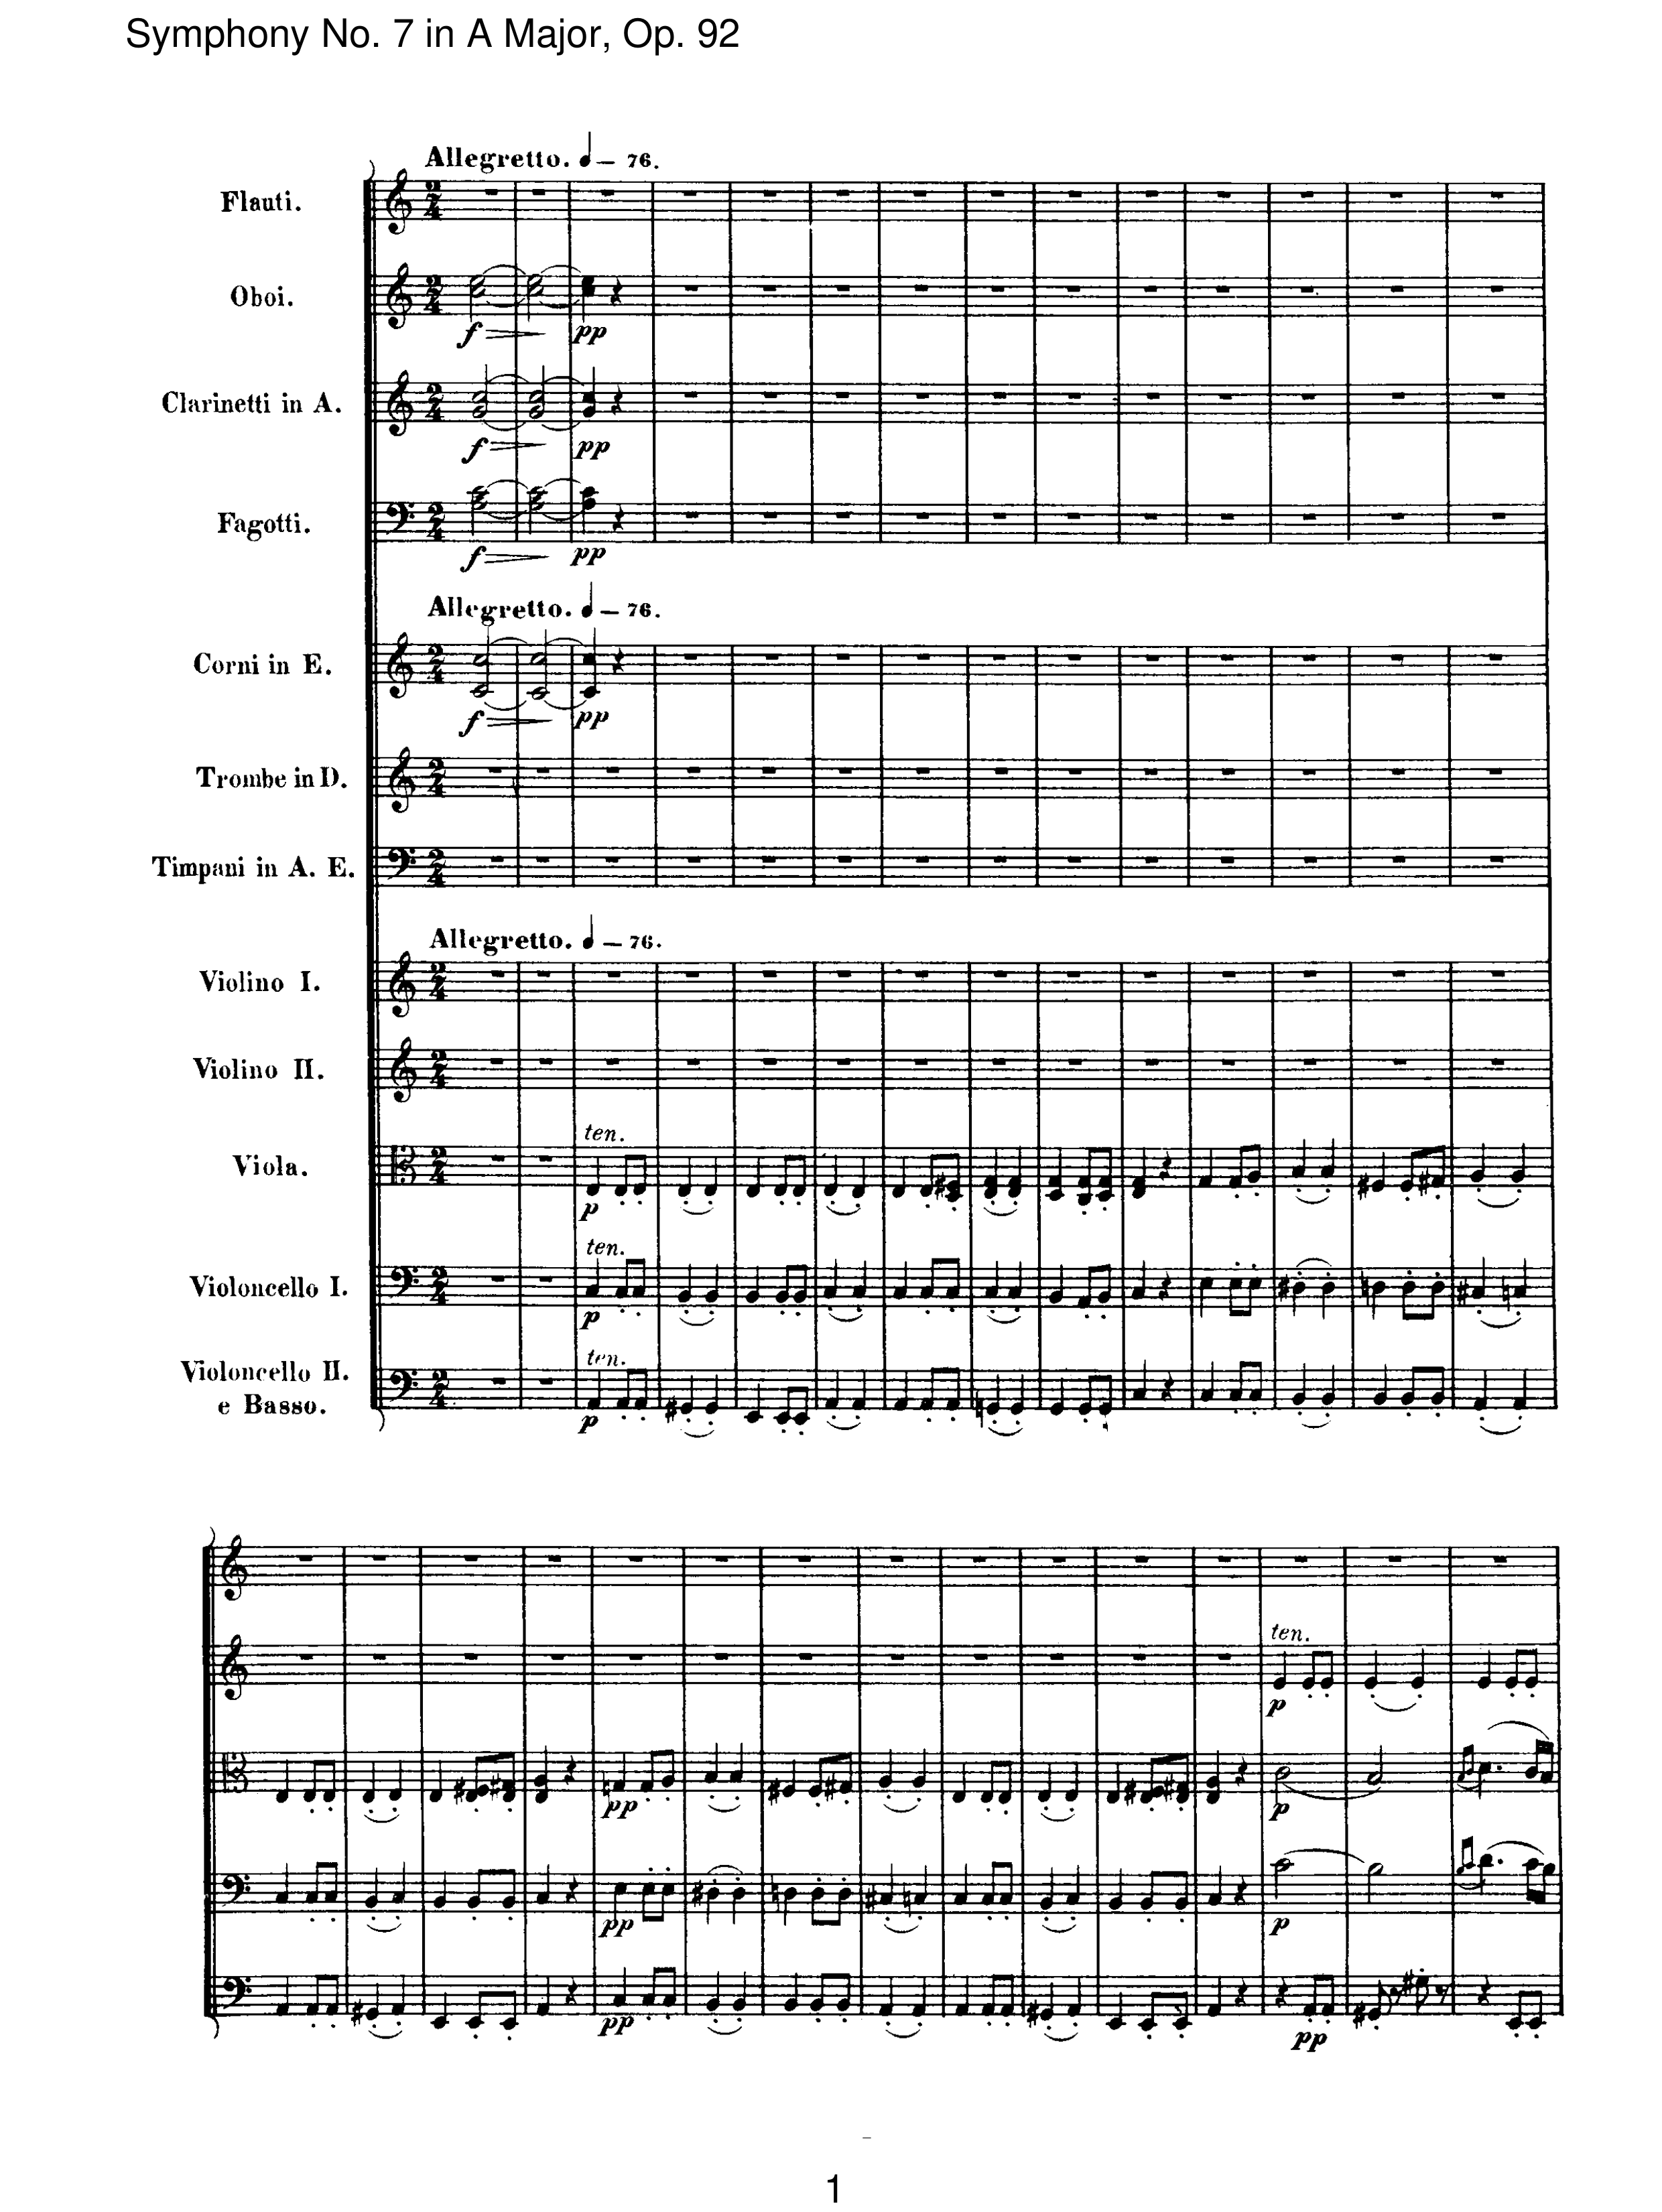 Symphony No. 7 in A Major, Op. 92
Allegretto. ♩ — 76.
Flauti.
Oboi.
f pp
Clarinetti in A.
f pp
Fagotti.
f pp
Allegretto. ♩ — 76.
Corni in E.
f pp
Trombe in D.
Timpani in A. E.
Allegretto. ♩ — 76.
Violino I.
Violino II.
ten.
Viola.
p
ten.
Violoncello I.
p
ten.
Violoncello II.
e Basso.
p
ten.
p
pp p
pp p
pp pp
1